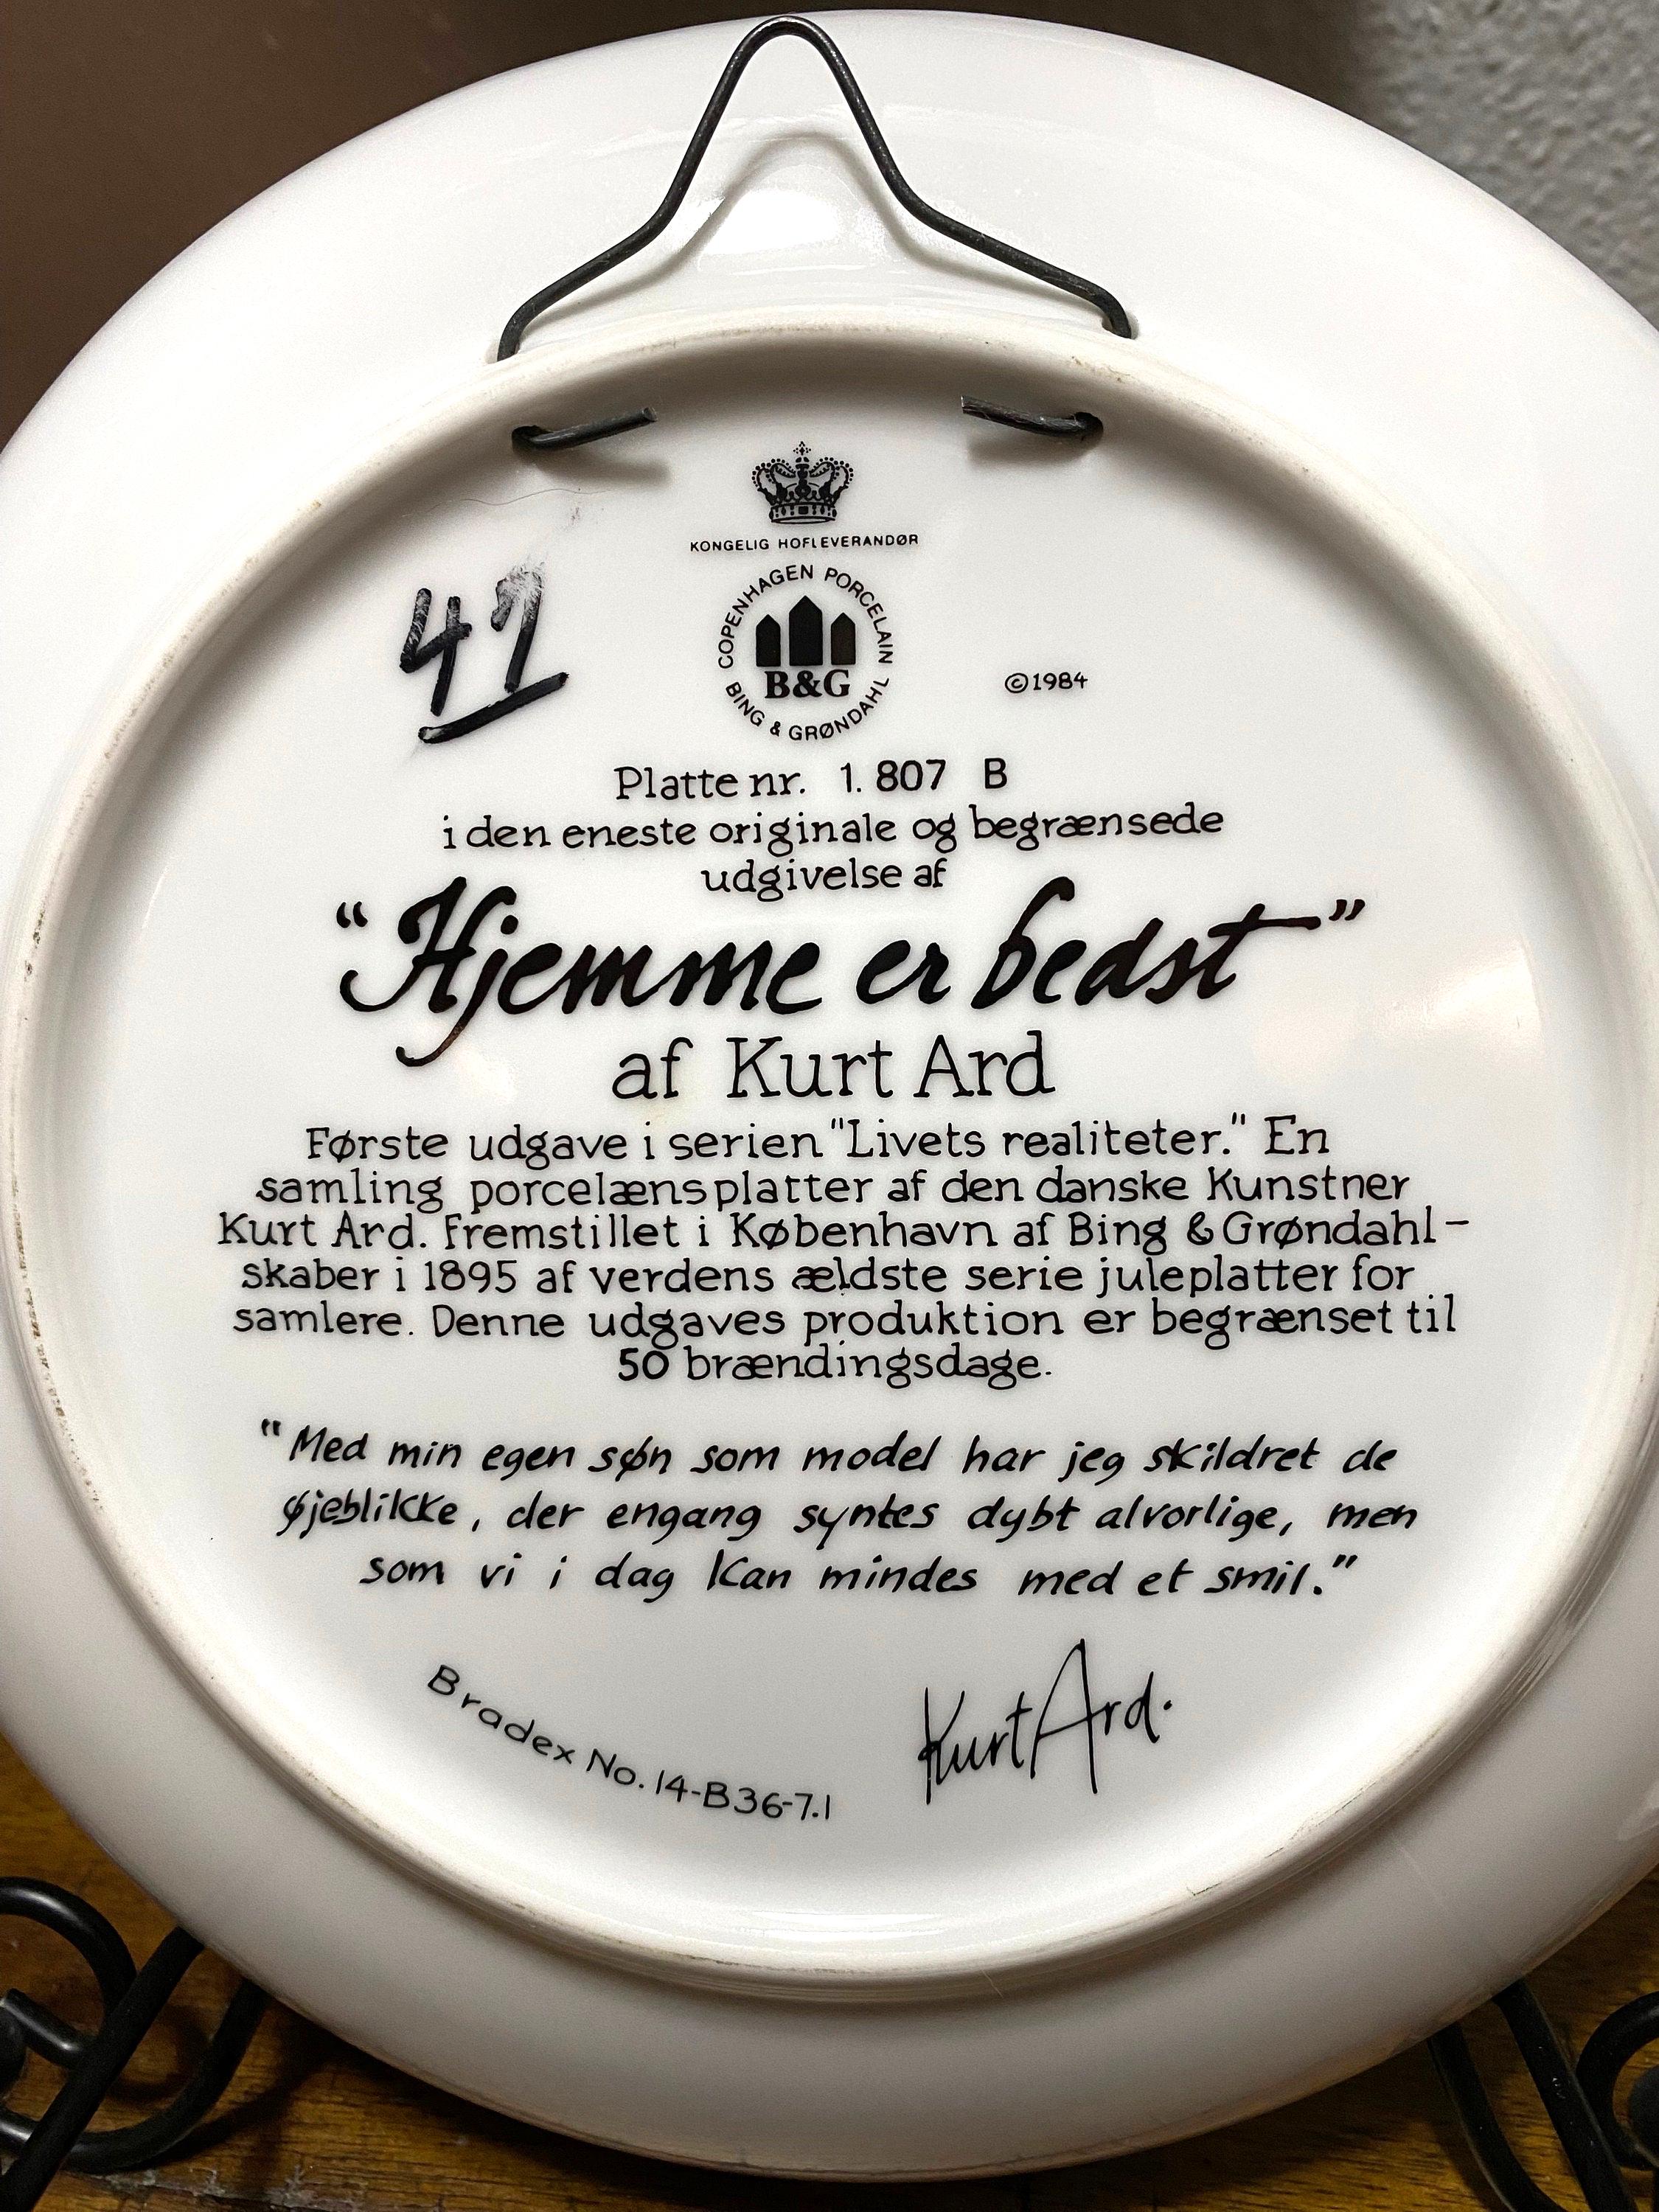 KONGELIG HOFLEVERANDØR
COPENHAGEN PORCELAIN
B&G
BING & GRØNDAHL
©1984
Platte nr. 1.807 B
i den eneste originale og begrænsede
udgivelse af
"Hjemme er bedst"
af Kurt Ard
Første udgave i serien "Livets realiteter." En
samling porcelænsplatter af den danske Kunstner
Kurt Ard. Fremstillet i København af Bing & Grøndahl-
skaber i 1895 af verdens ældste serie juleplatter for
samlere. Denne udgaves produktion er begrænset til
50 brændingsdage.
"Med min egen søn som model har jeg skildret de
øjeblikke, der engang syntes dybt alvorlige, men
som vi i dag kan mindes med et smil."
Bradex No. 14-B36-7.1
Kurt Ard.